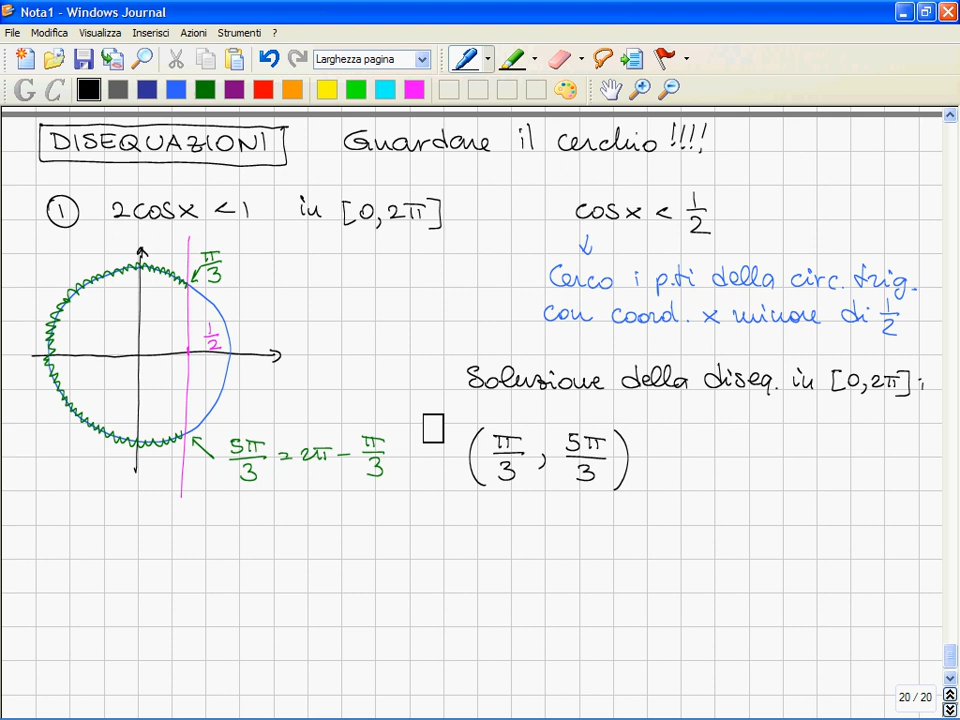 Nota1 - Windows Journal
File Modifica Visualizza Inserisci Azioni Strumenti ?
Larghezza pagina
G C
DISEQUAZIONI Guardare il cerchio !!!!
① 2cosx < 1 in [0, 2π] cosx < 1/2
π/3
Cerco i p.ti della circ. trig.
con coord. x minore di 1/2
1/2
Soluzione della diseq. in [0, 2π] :
5π/3 = 2π - π/3
(π/3 , 5π/3)
20 / 20